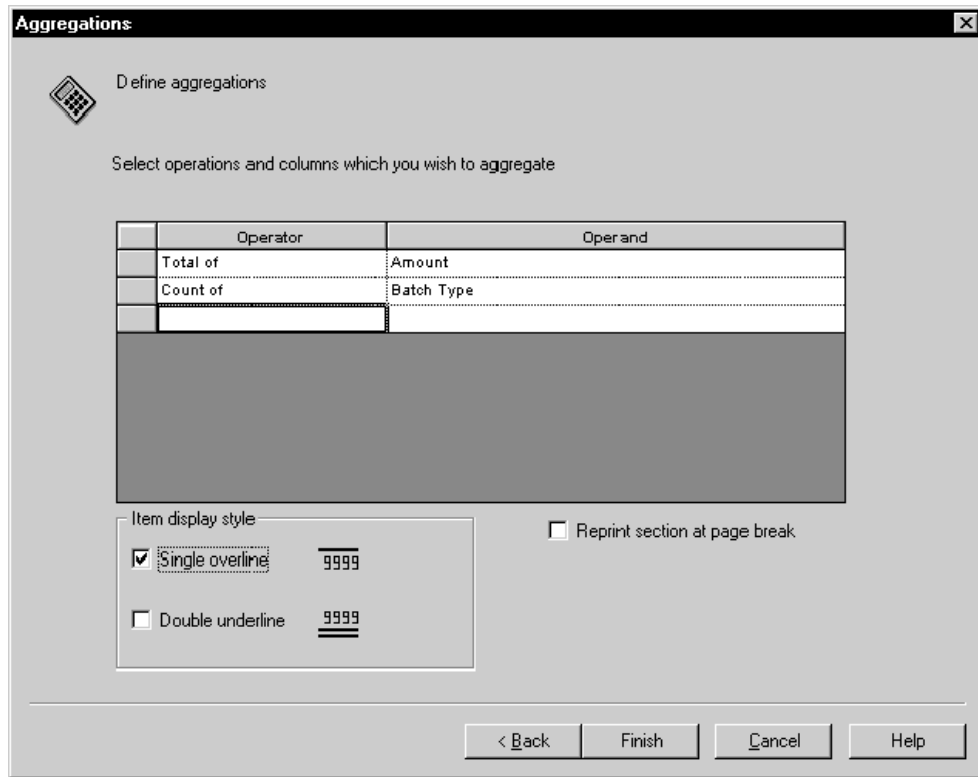 Aggregations
Define aggregations
Select operations and columns which you wish to aggregate
Operator Operand
Total of Amount
Count of Batch Type
Item display style
Reprint section at page break
Single overline 9999
Double underline 9999
< Back Finish Cancel Help